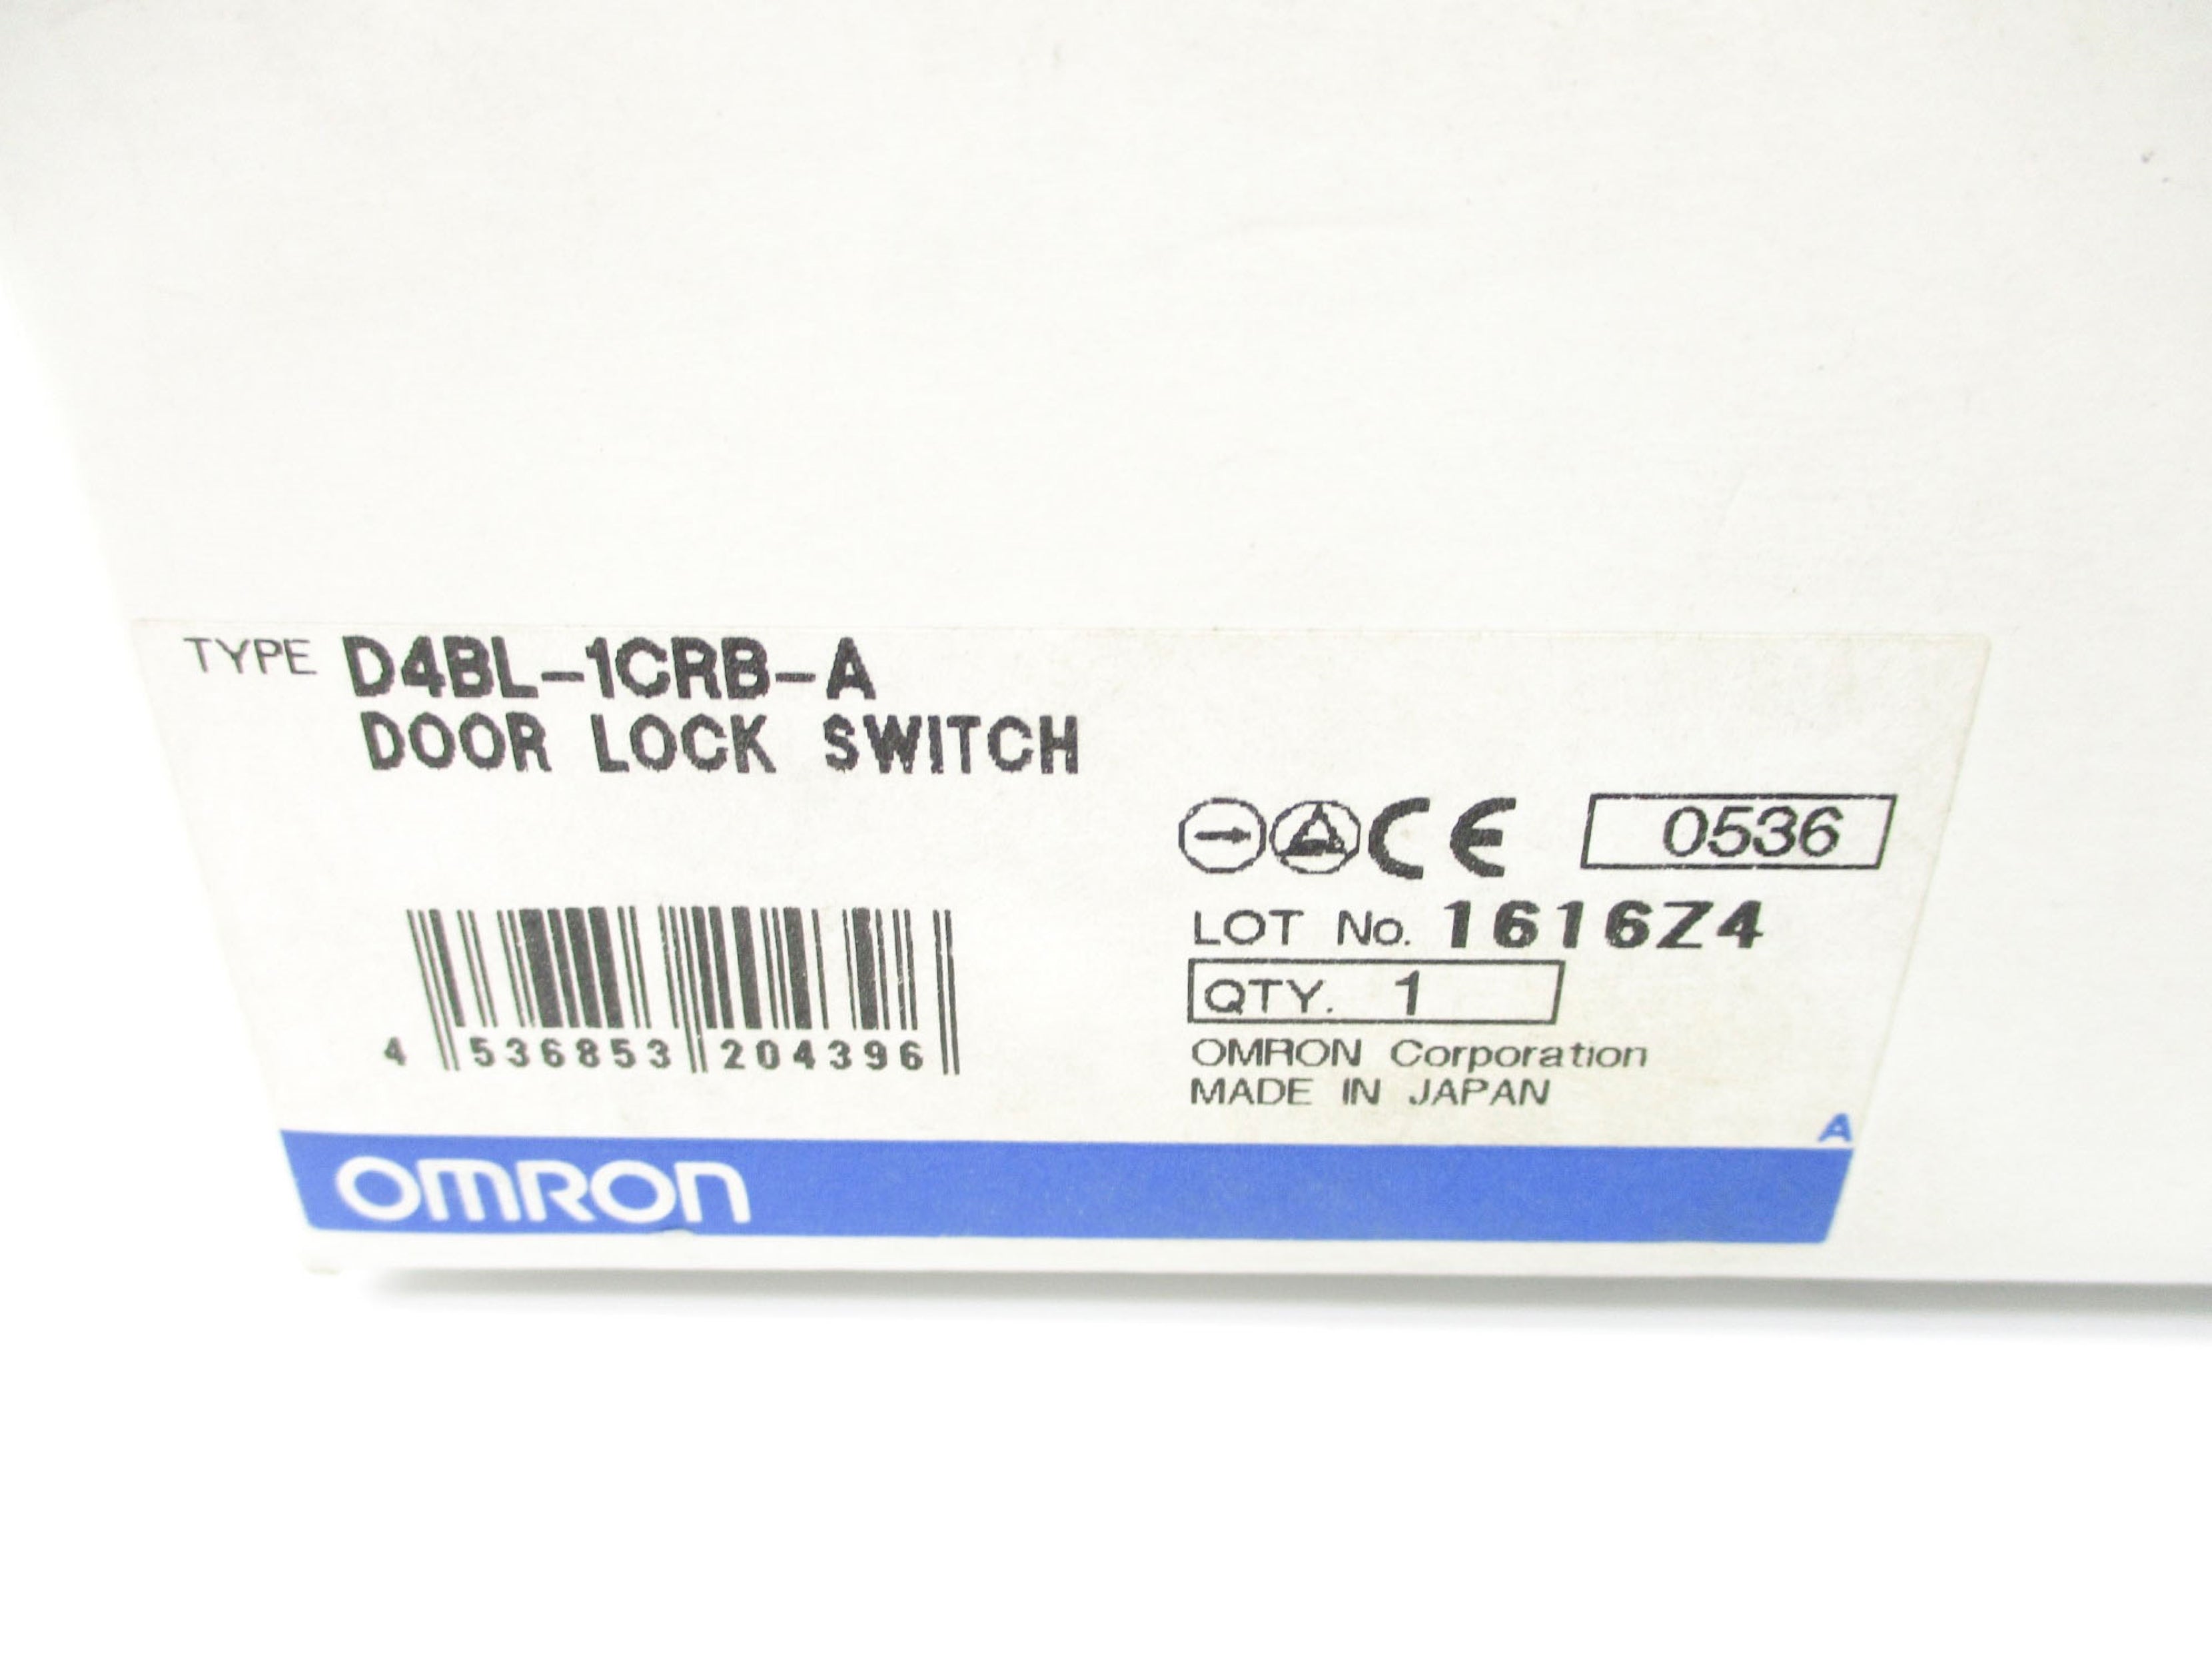 TYPE D4BL-1CRB-A
DOOR LOCK SWITCH
CE 0536
LOT No. 1616Z4
QTY. 1
4 536853 204396
OMRON Corporation
MADE IN JAPAN
A
OMRON